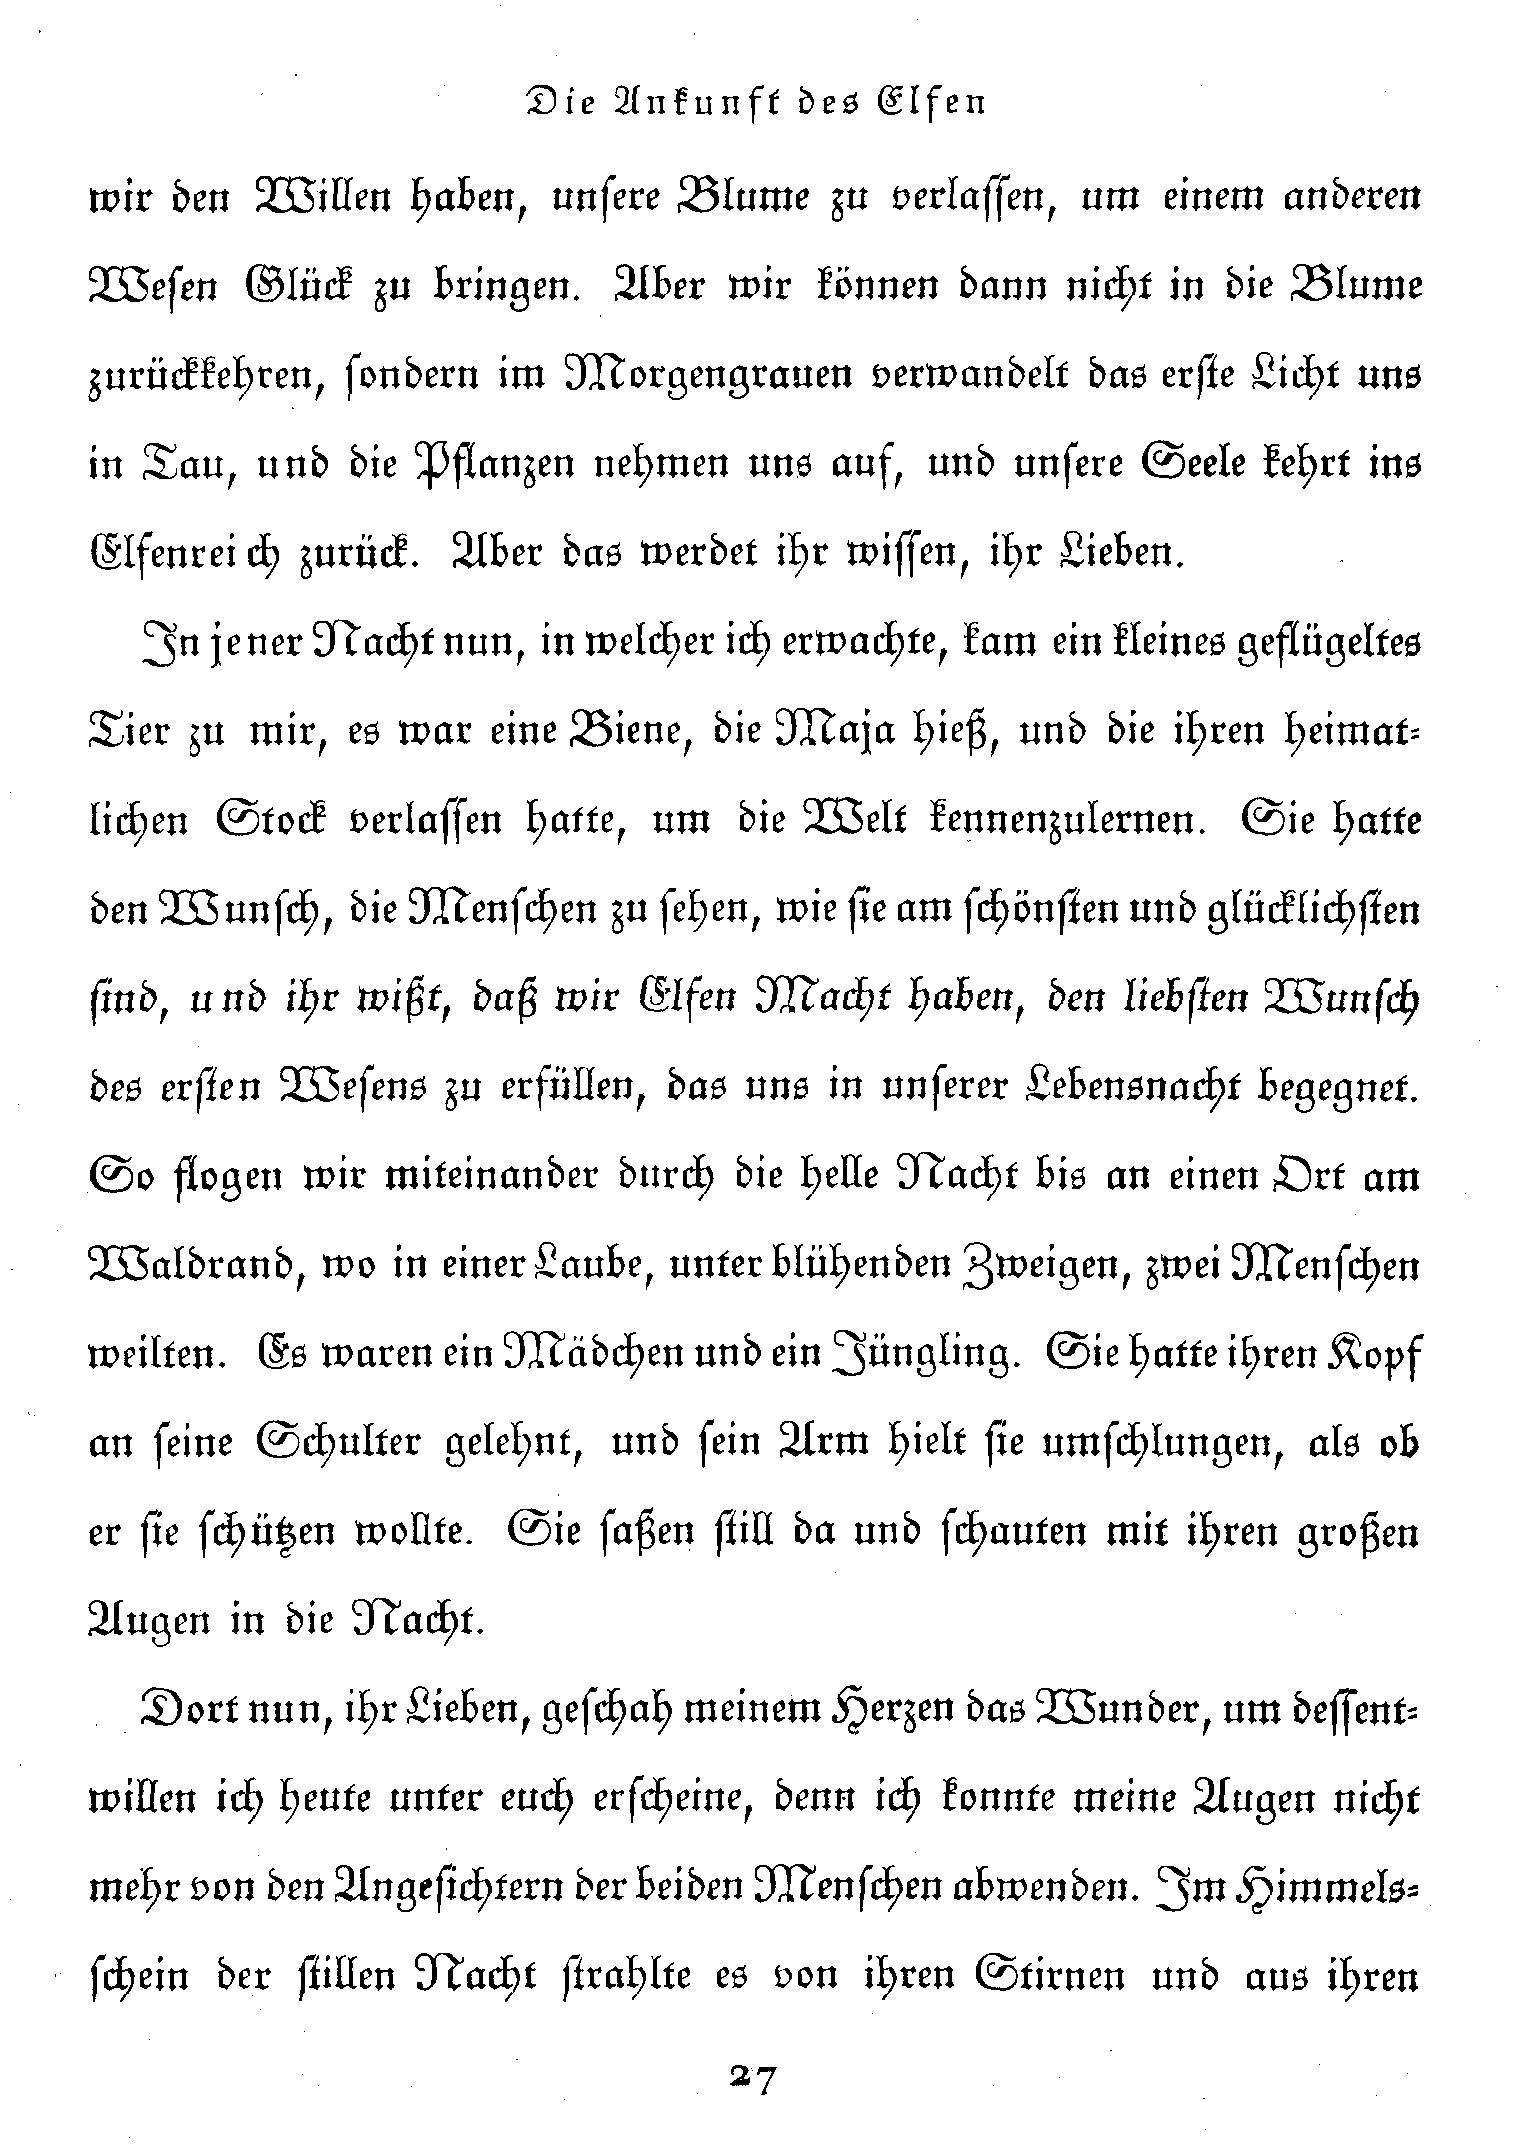 Die Ankunft des Elfen
wir den Willen haben, unsere Blume zu verlassen, um einem anderen
Wesen Glück zu bringen. Aber wir können dann nicht in die Blume
zurückkehren, sondern im Morgengrauen verwandelt das erste Licht uns
in Tau, und die Pflanzen nehmen uns auf, und unsere Seele kehrt ins
Elfenreich zurück. Aber das werdet ihr wissen, ihr Lieben.
In jener Nacht nun, in welcher ich erwachte, kam ein kleines geflügeltes
Tier zu mir, es war eine Biene, die Maja hieß, und die ihren heimat-
lichen Stock verlassen hatte, um die Welt kennenzulernen. Sie hatte
den Wunsch, die Menschen zu sehen, wie sie am schönsten und glücklichsten
sind, und ihr wißt, daß wir Elfen Macht haben, den liebsten Wunsch
des ersten Wesens zu erfüllen, das uns in unserer Lebensnacht begegnet.
So flogen wir miteinander durch die helle Nacht bis an einen Ort am
Waldrand, wo in einer Laube, unter blühenden Zweigen, zwei Menschen
weilten. Es waren ein Mädchen und ein Jüngling. Sie hatte ihren Kopf
an seine Schulter gelehnt, und sein Arm hielt sie umschlungen, als ob
er sie schützen wollte. Sie saßen still da und schauten mit ihren großen
Augen in die Nacht.
Dort nun, ihr Lieben, geschah meinem Herzen das Wunder, um dessent-
willen ich heute unter euch erscheine, denn ich konnte meine Augen nicht
mehr von den Angesichtern der beiden Menschen abwenden. Im Himmels-
schein der stillen Nacht strahlte es von ihren Stirnen und aus ihren
27